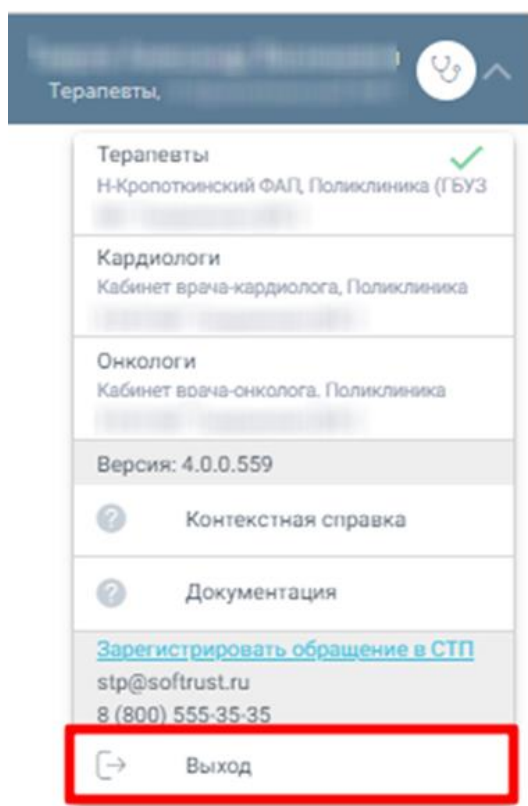 Терапевты,
Терапевты
Н-Кропоткинский ФАП, Поликлиника (ГБУЗ
Кардиологи
Кабинет врача-кардиолога, Поликлиника
Онкологи
Кабинет врача-онколога, Поликлиника
Версия: 4.0.0.559
Контекстная справка
Документация
Зарегистрировать обращение в СТП
stp@softrust.ru
8 (800) 555-35-35
Выход